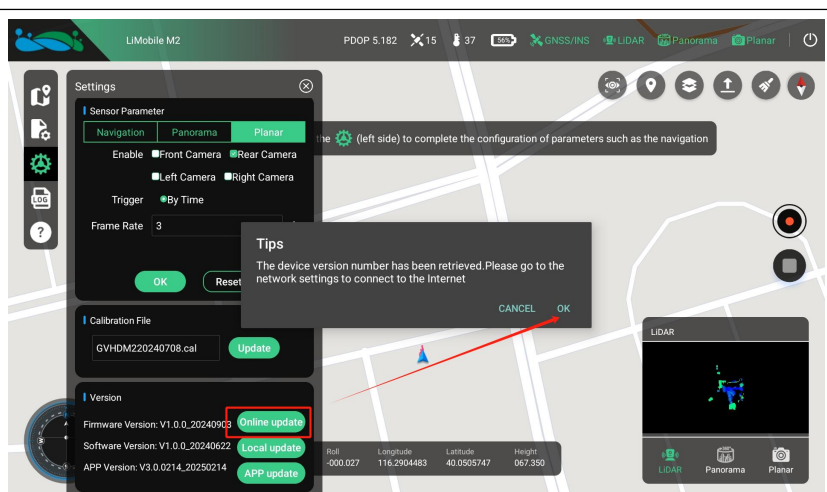 LiMobile M2
PDOP 5.182 15 37 56% GNSS/INS LiDAR Panorama Planar
Settings
Sensor Parameter
Navigation Panorama Planar
the (left side) to complete the configuration of parameters such as the navigation
Enable Front Camera Rear Camera
Left Camera Right Camera
Trigger By Time
Frame Rate 3
OK Reset
Tips
The device version number has been retrieved.Please go to the
network settings to connect to the Internet
CANCEL OK
Calibration File
GVHDM220240708.cal Update
Version
Firmware Version: V1.0.0_20240903 Online update
Software Version: V1.0.0_20240622 Local update
APP Version: V3.0.0214_20250214 APP update
LOG
?
Roll Longitude Latitude Height
-000.027 116.2904483 40.0505747 067.350
LiDAR
LiDAR Panorama Planar